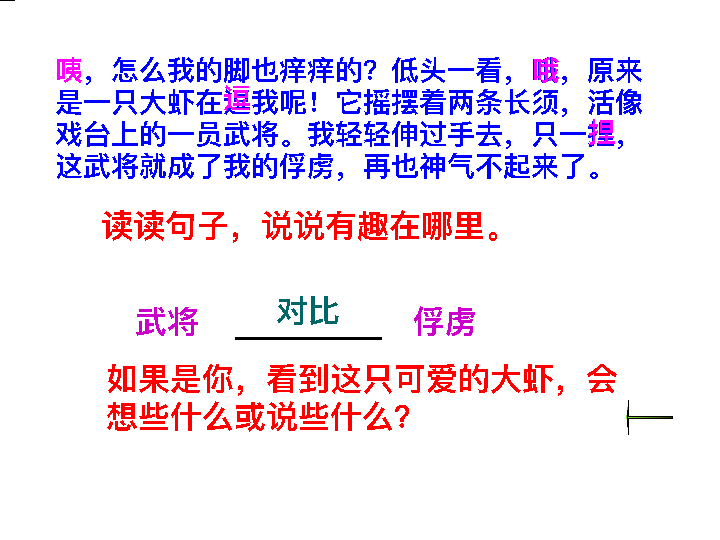 咦，怎么我的脚也痒痒的？低头一看，哦，原来
是一只大虾在逗我呢！它摇摆着两条长须，活像
戏台上的一员武将。我轻轻伸过手去，只一捏，
这武将就成了我的俘虏，再也神气不起来了。
读读句子，说说有趣在哪里。
武将 对比 俘虏
如果是你，看到这只可爱的大虾，会
想些什么或说些什么？